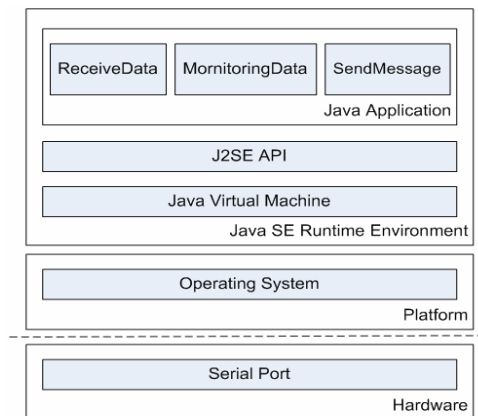 ReceiveData
MornitoringData
SendMessage
Java Application
J2SE API
Java Virtual Machine
Java SE Runtime Environment
Operating System
Platform
Serial Port
Hardware